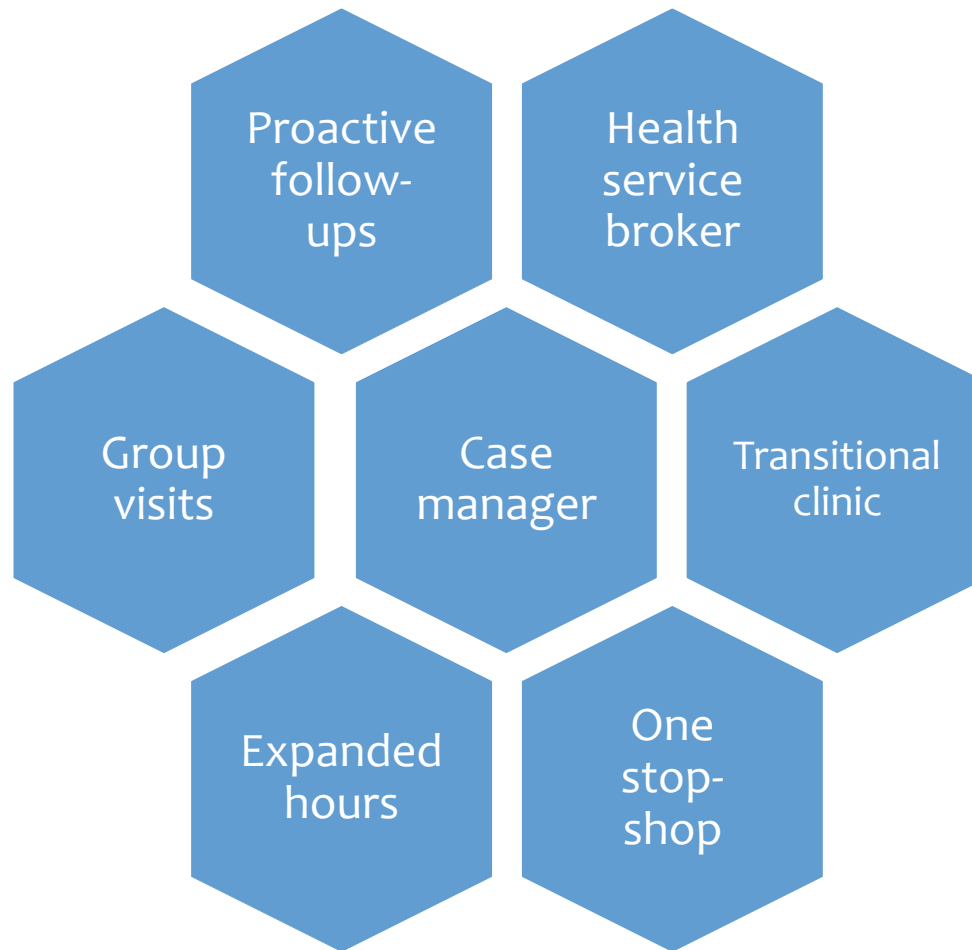 Proactive
follow-
ups
Health
service
broker
Group
visits
Case
manager
Transitional
clinic
Expanded
hours
One
stop-
shop